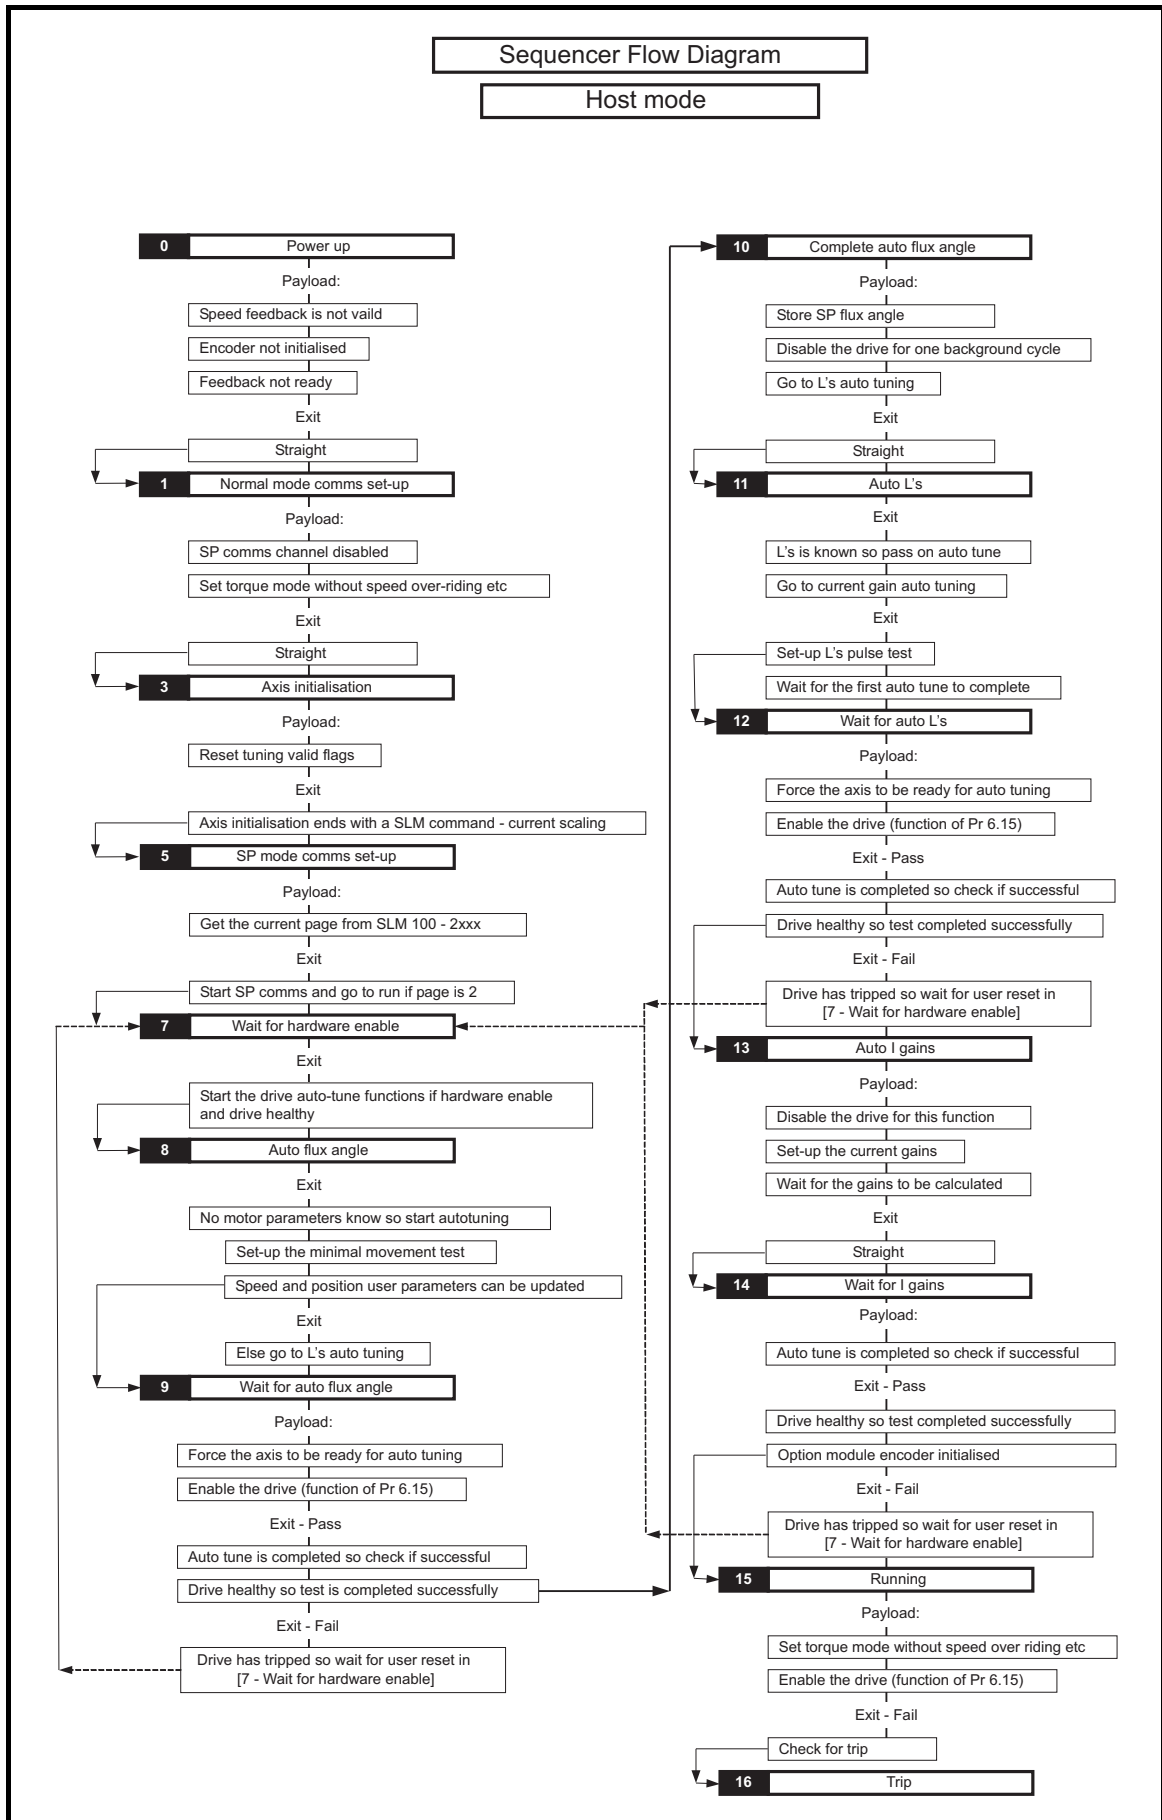 Sequencer Flow Diagram
Host mode
0 Power up
Payload:
Speed feedback is not vaild
Encoder not initialised
Feedback not ready
Exit
Straight
1 Normal mode comms set-up
Payload:
SP comms channel disabled
Set torque mode without speed over-riding etc
Exit
Straight
3 Axis initialisation
Payload:
Reset tuning valid flags
Exit
Axis initialisation ends with a SLM command - current scaling
5 SP mode comms set-up
Payload:
Get the current page from SLM 100 - 2xxx
Exit
Start SP comms and go to run if page is 2
7 Wait for hardware enable
Exit
Start the drive auto-tune functions if hardware enable
and drive healthy
8 Auto flux angle
Exit
No motor parameters know so start autotuning
Set-up the minimal movement test
Speed and position user parameters can be updated
Exit
Else go to L's auto tuning
9 Wait for auto flux angle
Payload:
Force the axis to be ready for auto tuning
Enable the drive (function of Pr 6.15)
Exit - Pass
Auto tune is completed so check if successful
Drive healthy so test is completed successfully
Exit - Fail
Drive has tripped so wait for user reset in
[7 - Wait for hardware enable]
10 Complete auto flux angle
Payload:
Store SP flux angle
Disable the drive for one background cycle
Go to L's auto tuning
Exit
Straight
11 Auto L's
Exit
L's is known so pass on auto tune
Go to current gain auto tuning
Exit
Set-up L's pulse test
Wait for the first auto tune to complete
12 Wait for auto L's
Payload:
Force the axis to be ready for auto tuning
Enable the drive (function of Pr 6.15)
Exit - Pass
Auto tune is completed so check if successful
Drive healthy so test completed successfully
Exit - Fail
Drive has tripped so wait for user reset in
[7 - Wait for hardware enable]
13 Auto I gains
Payload:
Disable the drive for this function
Set-up the current gains
Wait for the gains to be calculated
Exit
Straight
14 Wait for I gains
Payload:
Auto tune is completed so check if successful
Exit - Pass
Drive healthy so test completed successfully
Option module encoder initialised
Exit - Fail
Drive has tripped so wait for user reset in
[7 - Wait for hardware enable]
15 Running
Payload:
Set torque mode without speed over riding etc
Enable the drive (function of Pr 6.15)
Exit - Fail
Check for trip
16 Trip